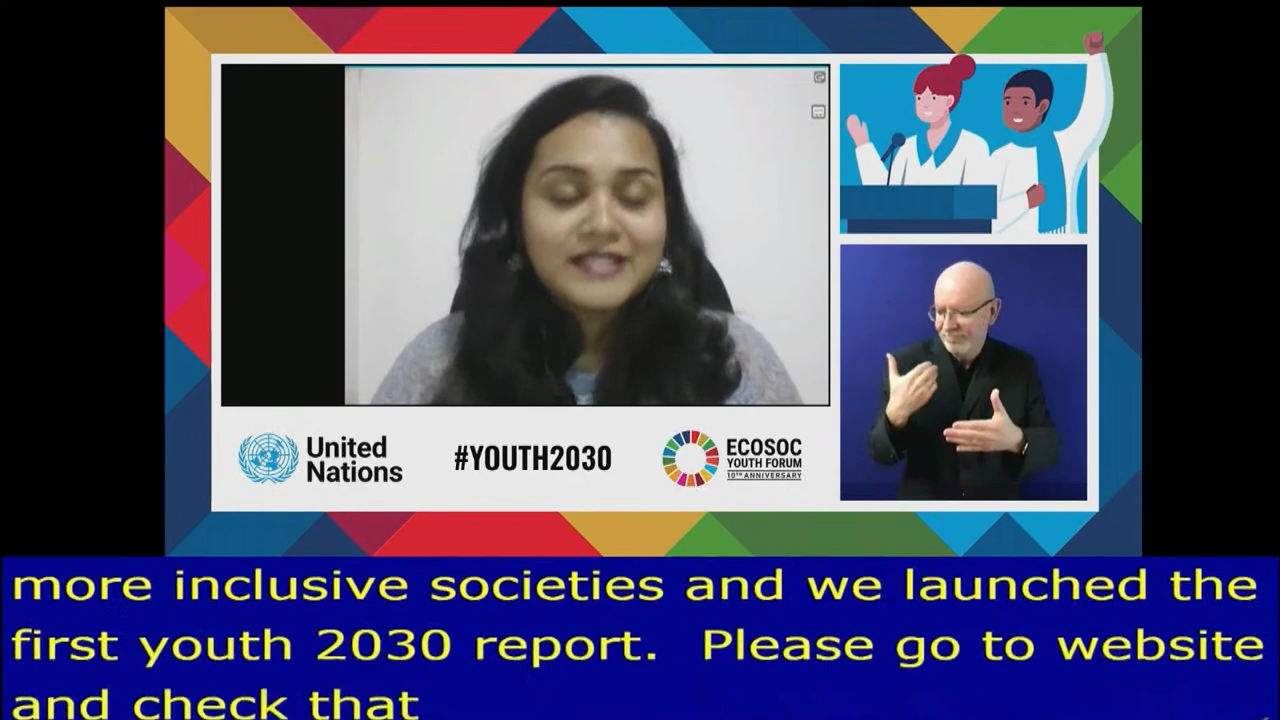 United
Nations
#YOUTH2030
ECOSOC
YOUTH FORUM
10TH ANNIVERSARY
more inclusive societies and we launched the
first youth 2030 report.  Please go to website
and check that